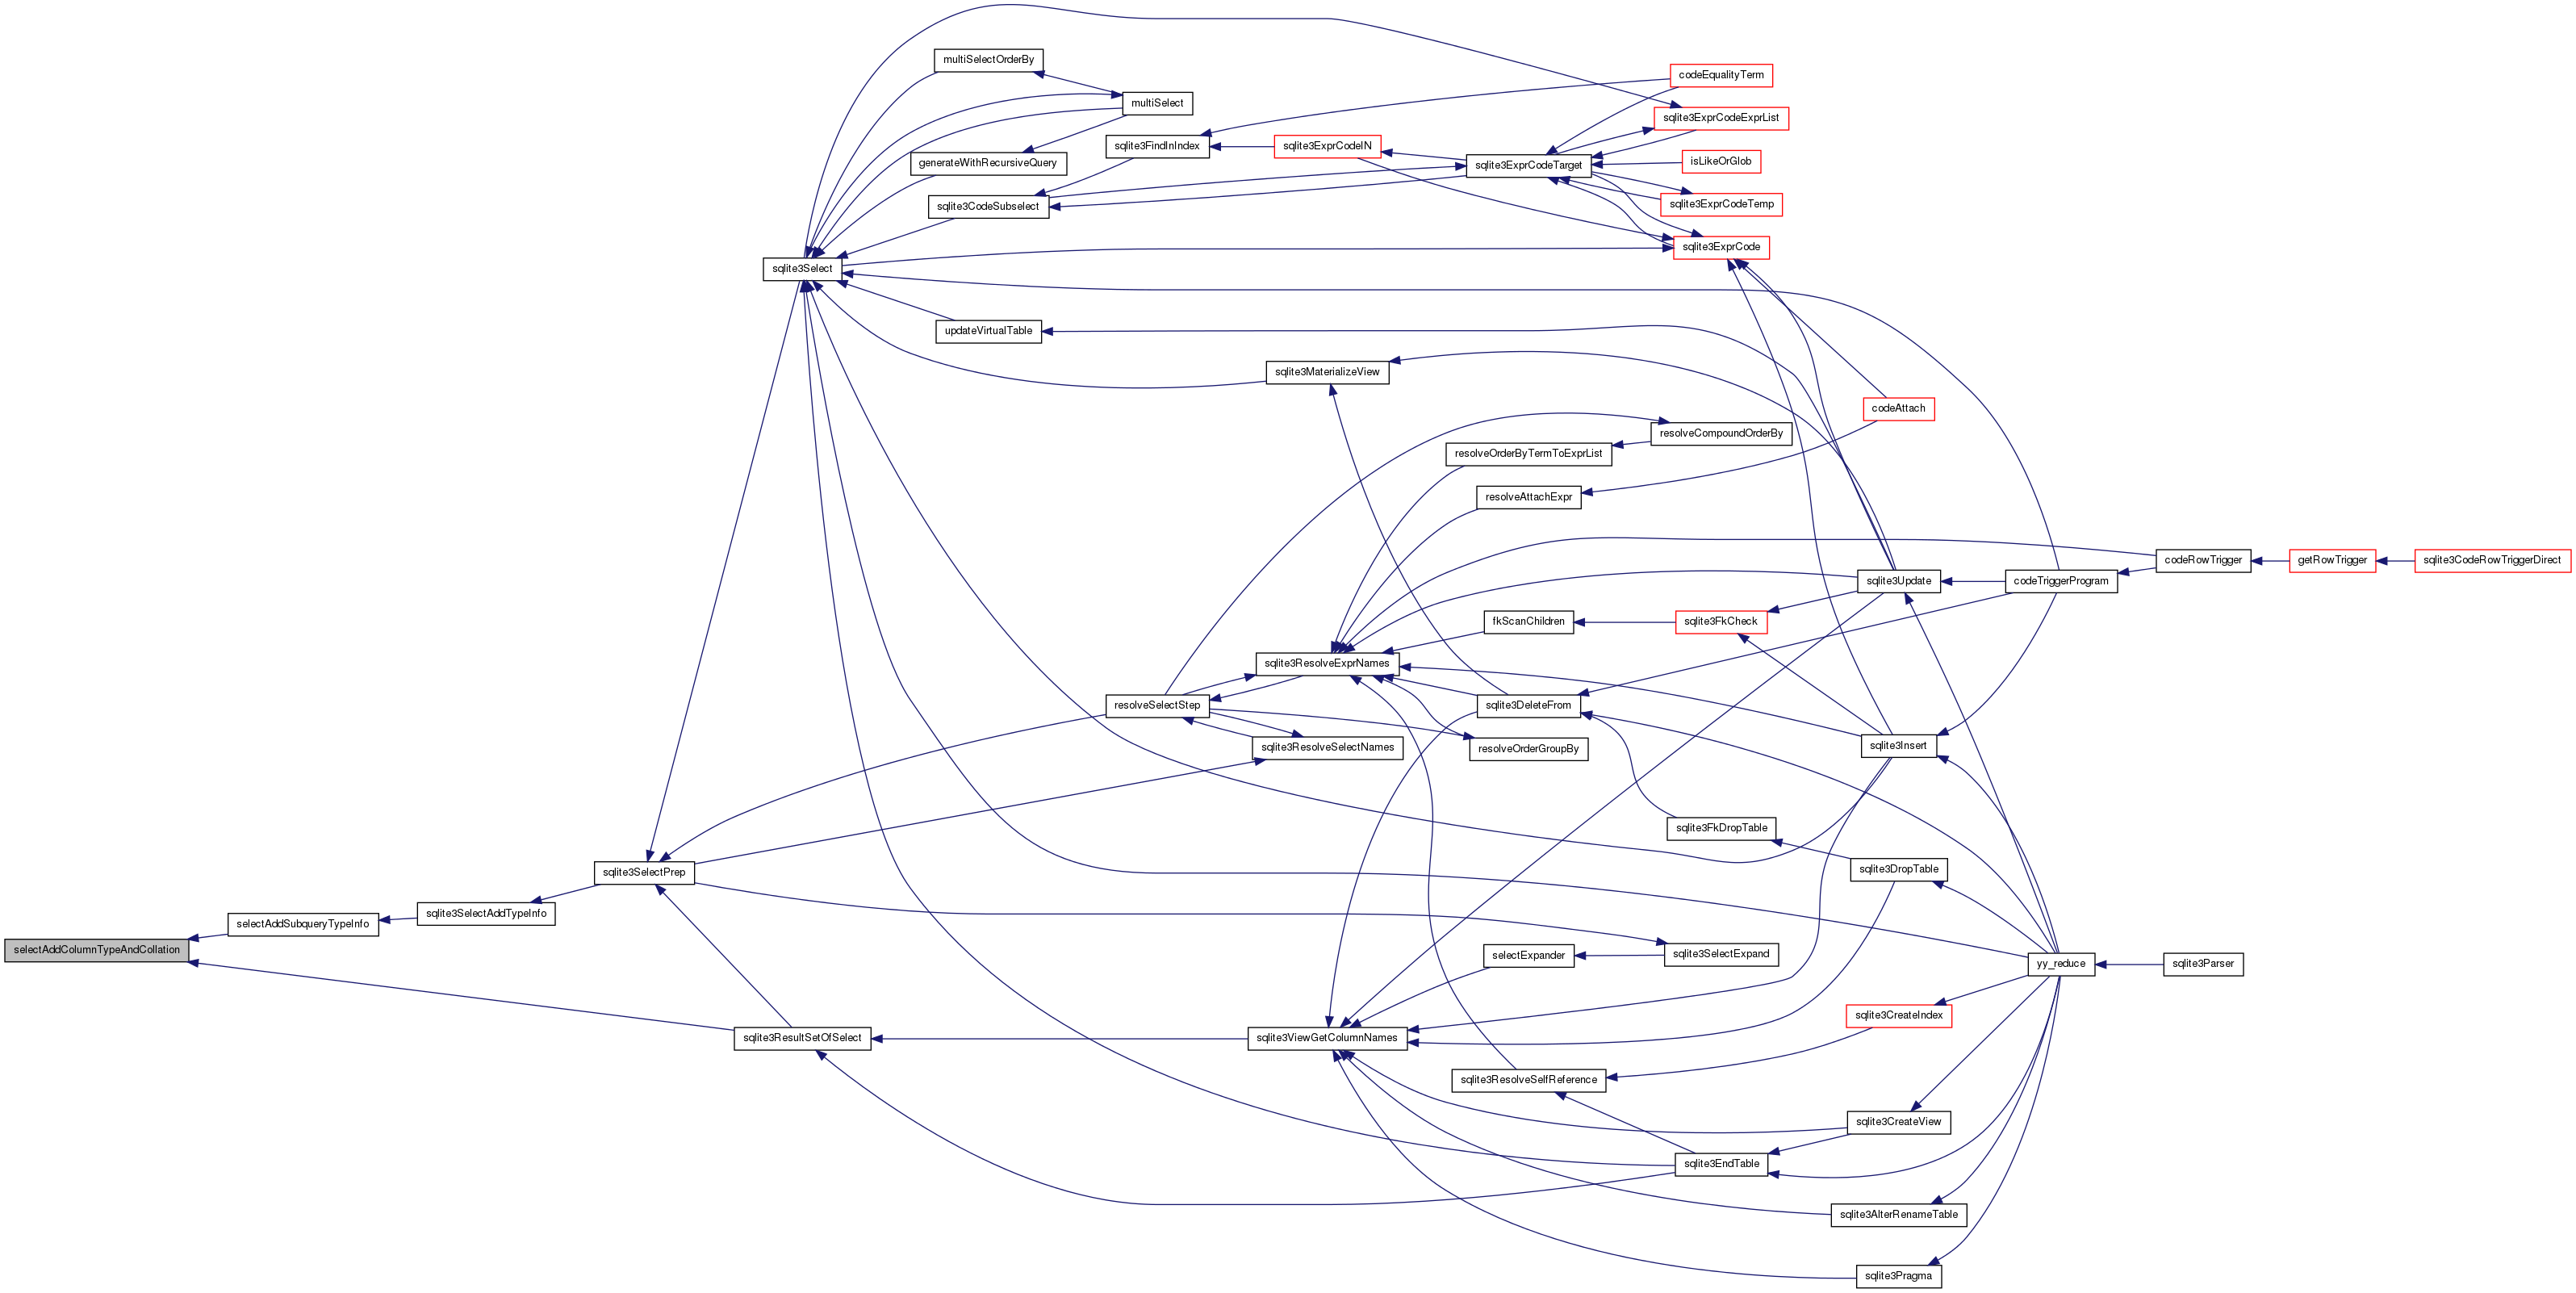 multiSelectOrderBy
codeEqualityTerm
multiSelect
sqlite3ExprCodeExprList
sqlite3FindInIndex
sqlite3ExprCodeIN
generateWithRecursiveQuery
sqlite3ExprCodeTarget
isLikeOrGlob
sqlite3CodeSubselect
sqlite3ExprCodeTemp
sqlite3ExprCode
sqlite3Select
updateVirtualTable
sqlite3MaterializeView
codeAttach
resolveCompoundOrderBy
resolveOrderByTermToExprList
resolveAttachExpr
codeRowTrigger
getRowTrigger
sqlite3CodeRowTriggerDirect
sqlite3Update
codeTriggerProgram
fkScanChildren
sqlite3FkCheck
sqlite3ResolveExprNames
resolveSelectStep
sqlite3DeleteFrom
sqlite3ResolveSelectNames
resolveOrderGroupBy
sqlite3Insert
sqlite3FkDropTable
sqlite3SelectPrep
sqlite3DropTable
sqlite3SelectAddTypeInfo
selectAddSubqueryTypeInfo
selectAddColumnTypeAndCollation
selectExpander
sqlite3SelectExpand
yy_reduce
sqlite3Parser
sqlite3CreateIndex
sqlite3ResultSetOfSelect
sqlite3ViewGetColumnNames
sqlite3ResolveSelfReference
sqlite3CreateView
sqlite3EndTable
sqlite3AlterRenameTable
sqlite3Pragma